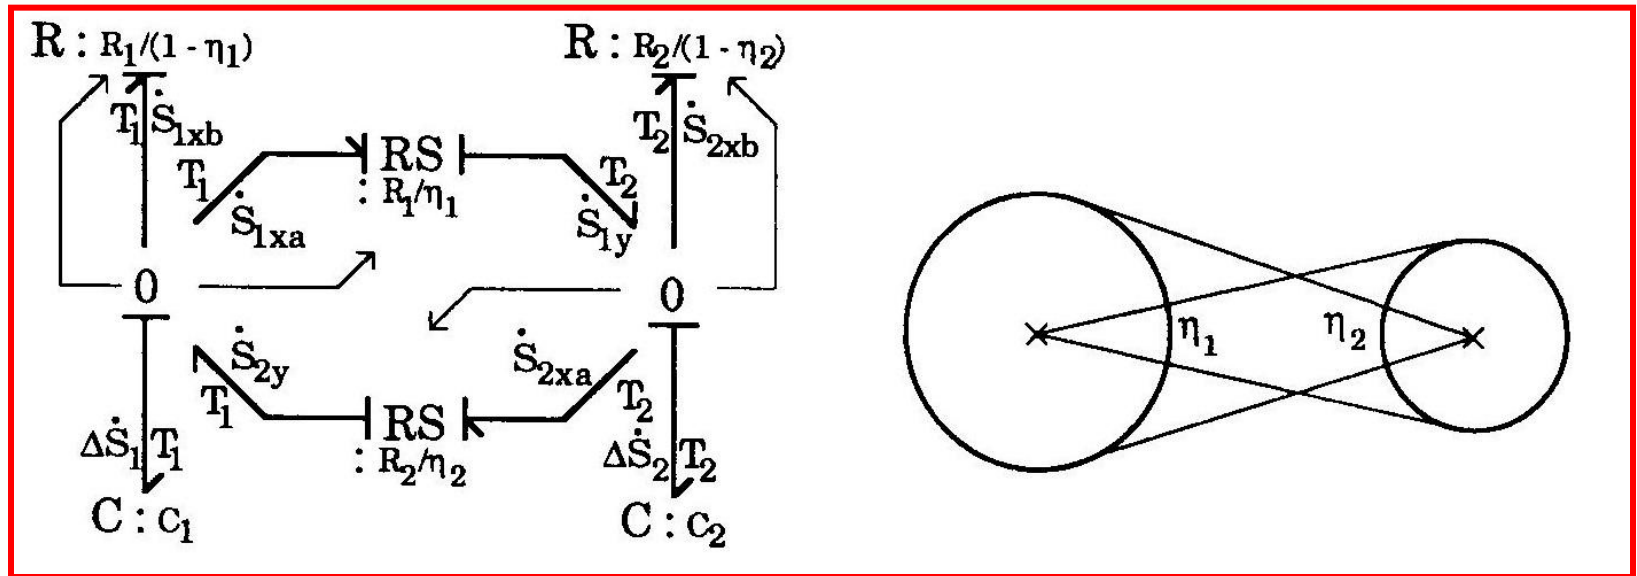 R : R₁/(1 - η₁)
R : R₂/(1 - η₂)
T₁ Ṡ₁ₓb
T₂ Ṡ₂ₓb
T₁ RS T₂
: R₁/η₁
Ṡ₁ₓₐ Ṡ₁y
0 0
η₁ η₂
Ṡ₂y Ṡ₂ₓₐ
T₁ T₂
RS
: R₂/η₂
ΔṠ₁ T₁
ΔṠ₂ T₂
C : c₁
C : c₂